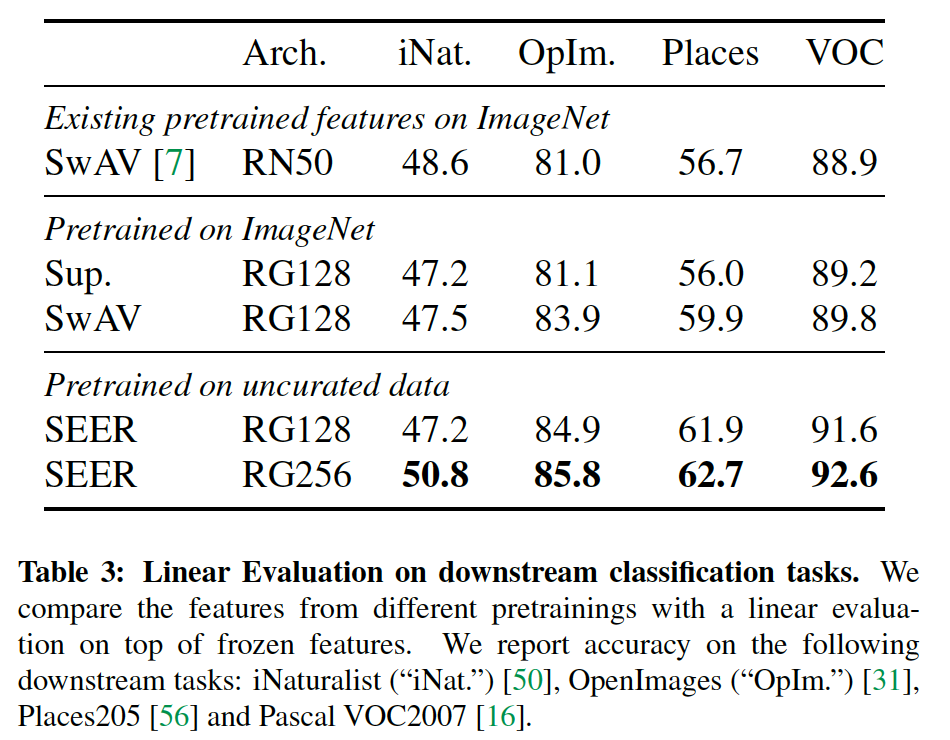 Arch. iNat. OpIm. Places VOC
Existing pretrained features on ImageNet
SwAV [7] RN50 48.6 81.0 56.7 88.9
Pretrained on ImageNet
Sup. RG128 47.2 81.1 56.0 89.2
SwAV RG128 47.5 83.9 59.9 89.8
Pretrained on uncurated data
SEER RG128 47.2 84.9 61.9 91.6
SEER RG256 50.8 85.8 62.7 92.6
Table 3: Linear Evaluation on downstream classification tasks. We
compare the features from different pretrainings with a linear evalua-
tion on top of frozen features. We report accuracy on the following
downstream tasks: iNaturalist (“iNat.”) [50], OpenImages (“OpIm.”) [31],
Places205 [56] and Pascal VOC2007 [16].